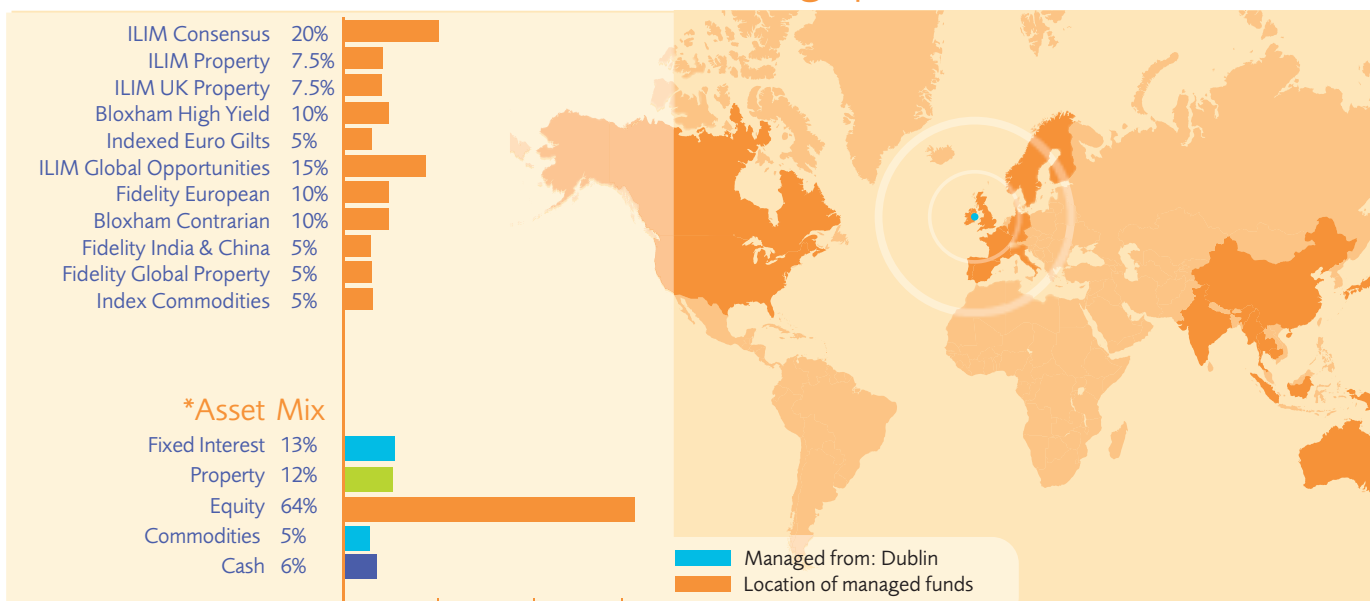 ILIM Consensus 20%
ILIM Property 7.5%
ILIM UK Property 7.5%
Bloxham High Yield 10%
Indexed Euro Gilts 5%
ILIM Global Opportunities 15%
Fidelity European 10%
Bloxham Contrarian 10%
Fidelity India & China 5%
Fidelity Global Property 5%
Index Commodities 5%
*Asset Mix
Fixed Interest 13%
Property 12%
Equity 64%
Commodities 5%
Cash 6%
Managed from: Dublin
Location of managed funds